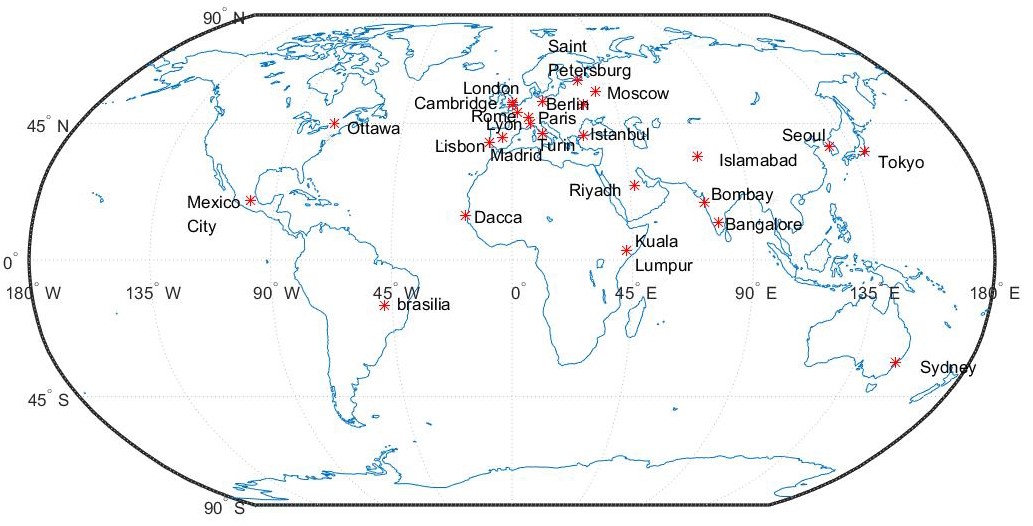 90° N
Saint
Petersburg
London
Moscow
Cambridge
Berlin
Rome
Paris
45° N
Ottawa
Lyon
Istanbul
Seoul
Lisbon
Turin
Madrid
Islamabad
Tokyo
Riyadh
Bombay
Mexico
City
Dacca
Bangalore
Kuala
Lumpur
0°
180° W
135° W
90° W
45° W
0°
45° E
90° E
135° E
180° E
brasilia
Sydney
45° S
90° S